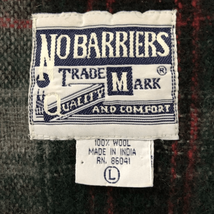 NO BARRIERS
TRADE MARK ®
QUALITY
AND COMFORT
100% WOOL
MADE IN INDIA
RN. 86041
L